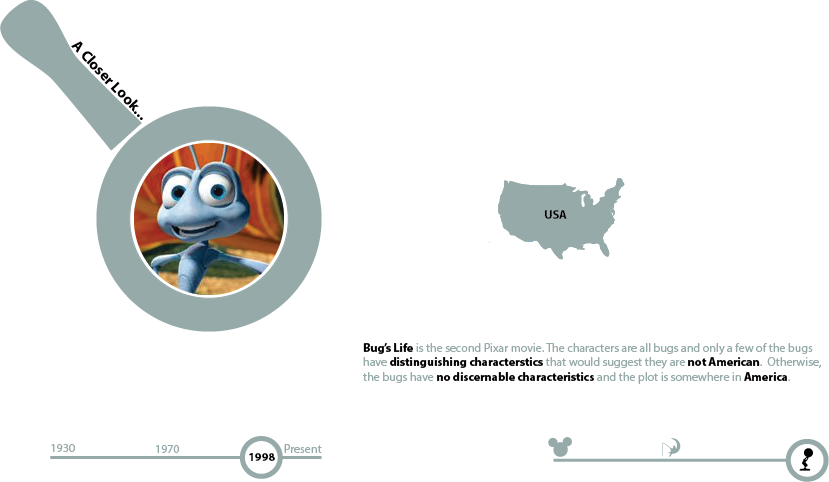 A Closer Look...
USA
Bug's Life is the second Pixar movie. The characters are all bugs and only a few of the bugs
have distinguishing characterstics that would suggest they are not American. Otherwise,
the bugs have no discernable characteristics and the plot is somewhere in America.
1930
1970
1998
Present